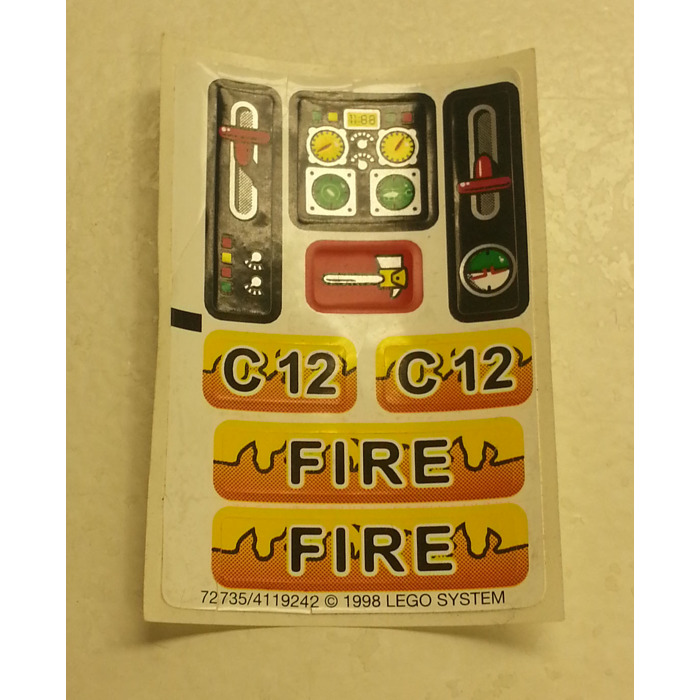 11:88
C 12
C 12
FIRE
FIRE
72735/4119242 © 1998 LEGO SYSTEM